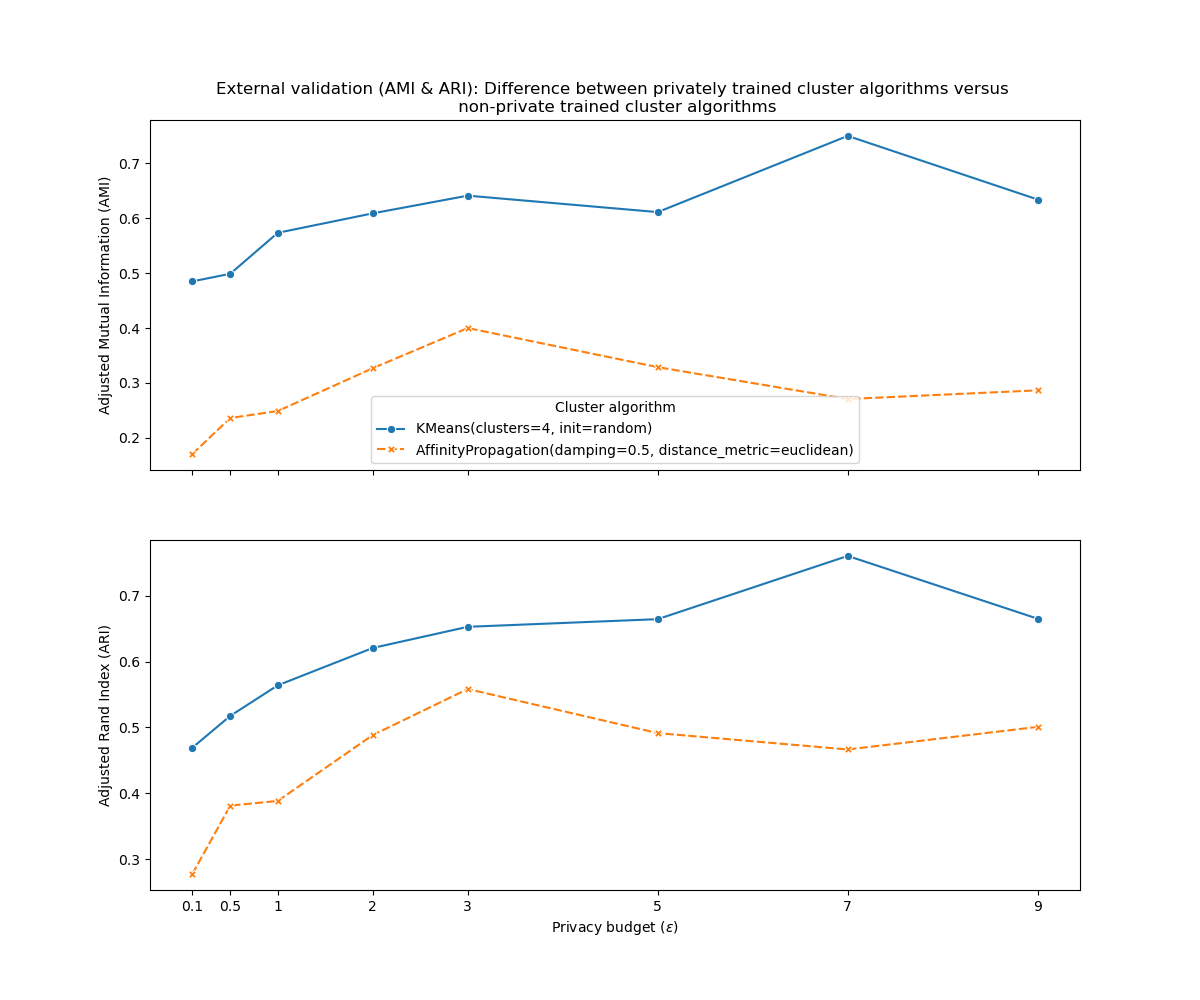 External validation (AMI & ARI): Difference between privately trained cluster algorithms versus
non-private trained cluster algorithms
Adjusted Mutual Information (AMI)
0.7
0.6
0.5
0.4
0.3
0.2
Cluster algorithm
KMeans(clusters=4, init=random)
AffinityPropagation(damping=0.5, distance_metric=euclidean)
Adjusted Rand Index (ARI)
0.7
0.6
0.5
0.4
0.3
0.1 0.5 1 2 3 5 7 9
Privacy budget (ε)